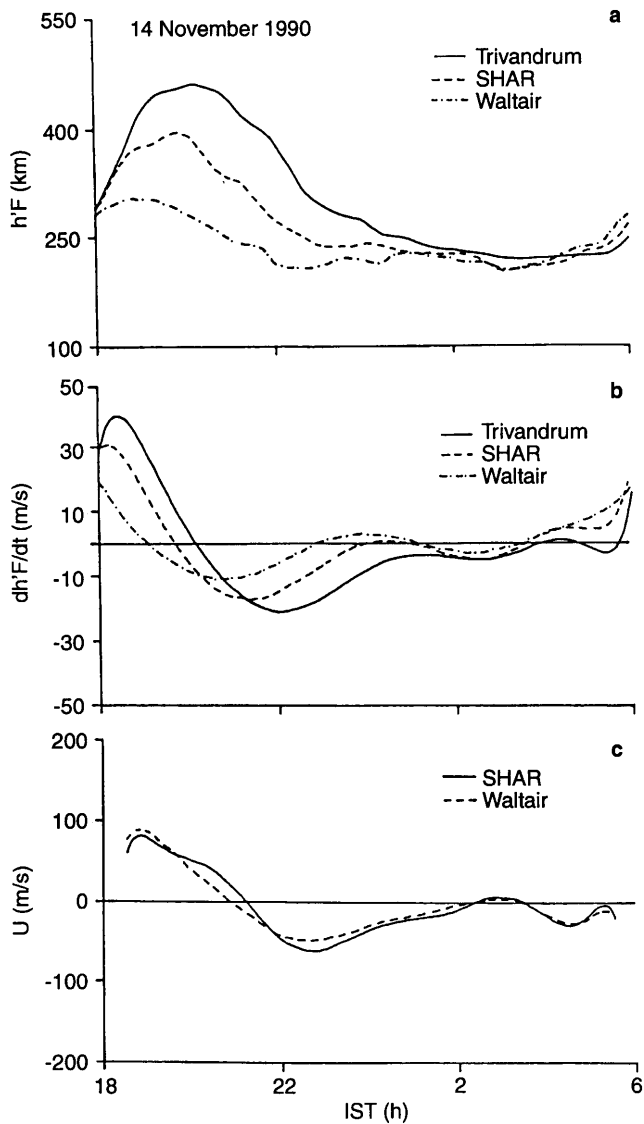 550
a
14 November 1990
Trivandrum
SHAR
Waltair
400
h'F (km)
250
100
50
b
Trivandrum
30
SHAR
Waltair
10
dh'F/dt (m/s)
-10
-30
-50
200
c
SHAR
Waltair
100
0
U (m/s)
-100
-200
18
22
2
6
IST (h)